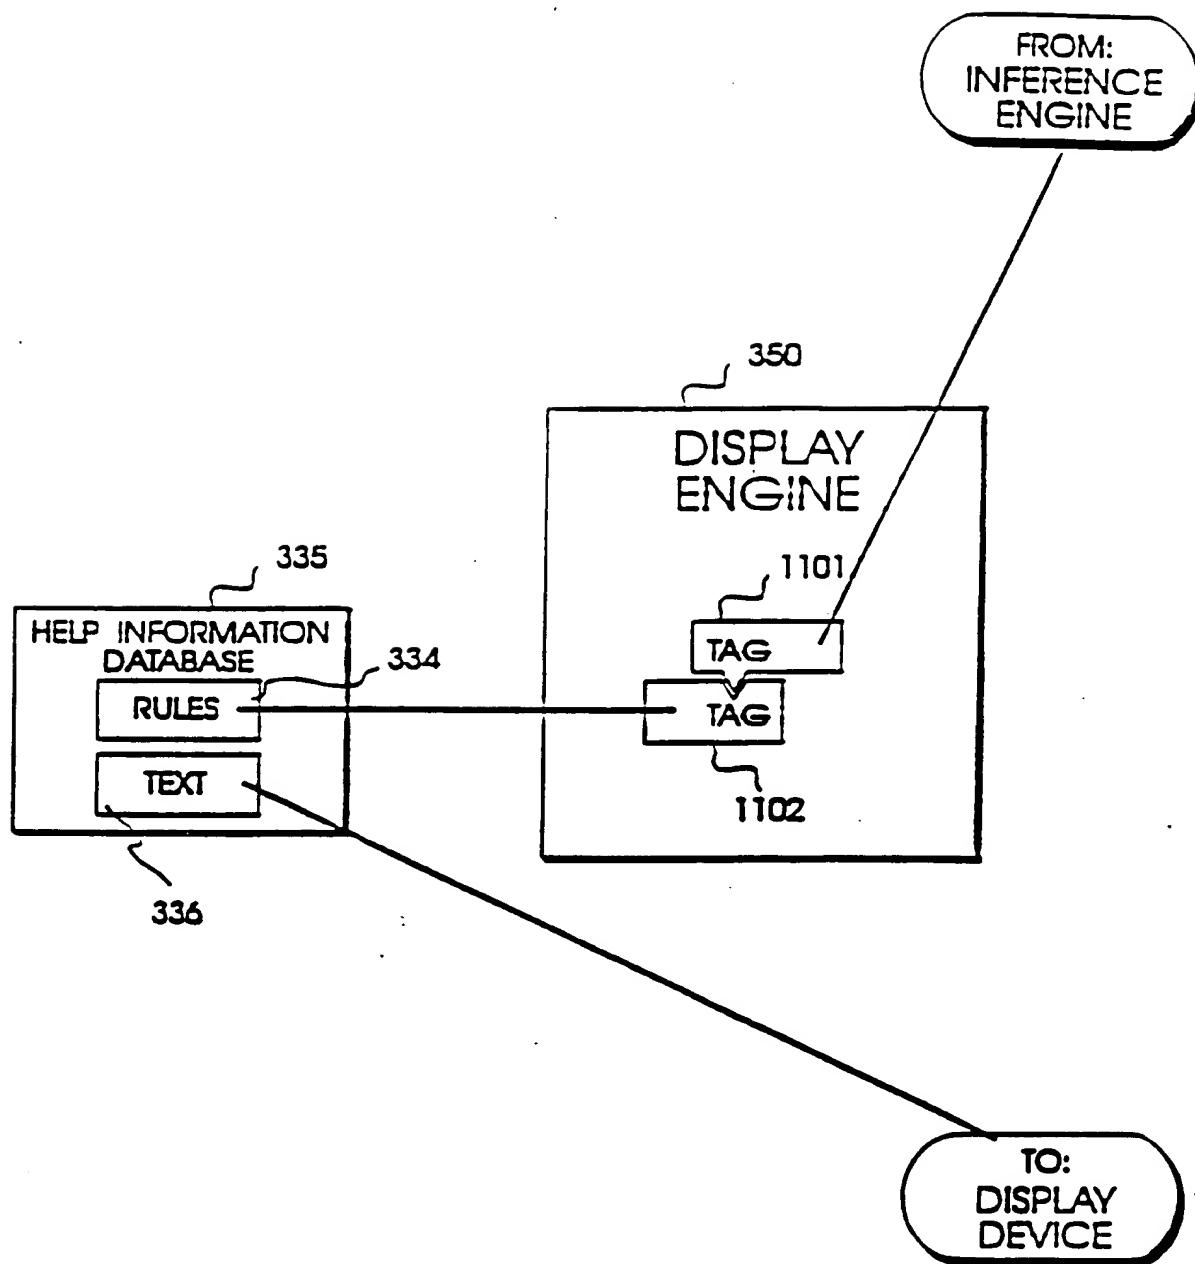 FROM:
INFERENCE
ENGINE
350
DISPLAY
ENGINE
335
1101
HELP INFORMATION
DATABASE
334
TAG
RULES
TAG
TEXT
1102
336
TO:
DISPLAY
DEVICE